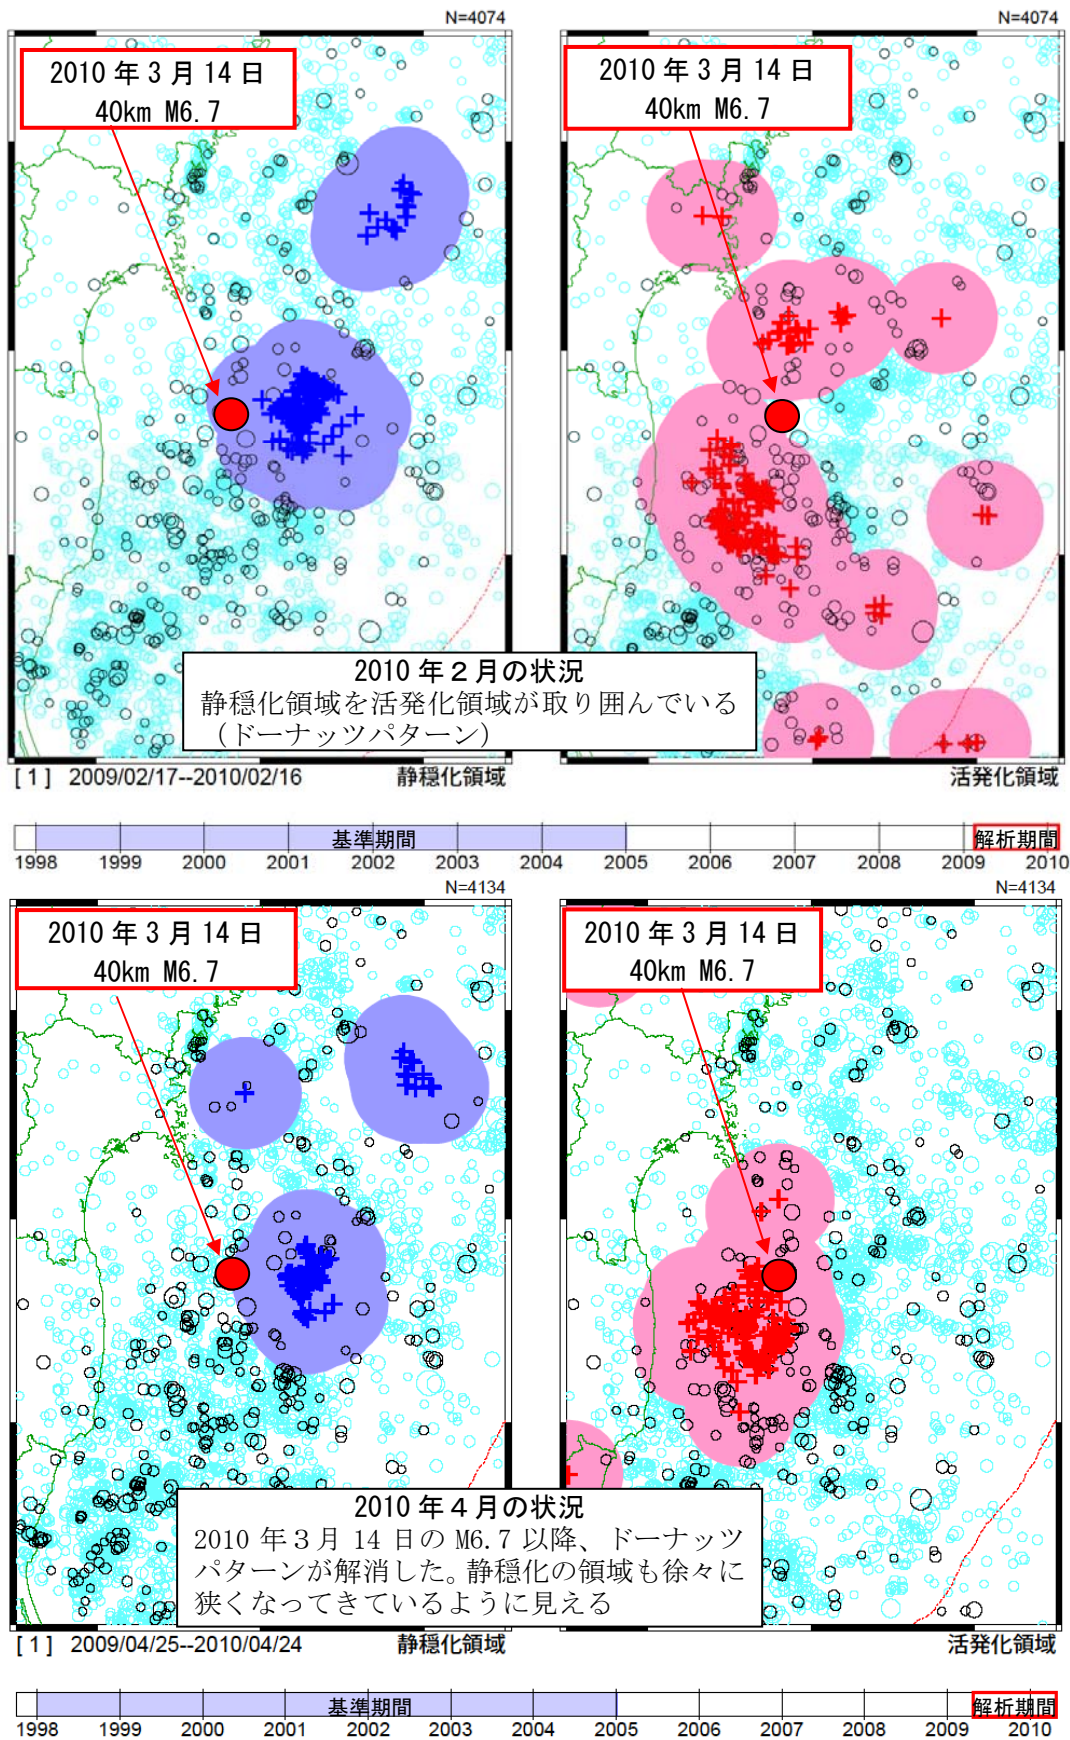 N=4074
N=4074
2010 年 3 月 14 日
40km M6.7
2010 年 3 月 14 日
40km M6.7
2010 年 2 月の状況
静穏化領域を活発化領域が取り囲んでいる
(ドーナッツパターン)
[ 1 ] 2009/02/17--2010/02/16
静穏化領域
活発化領域
基準期間
解析期間
1998 1999 2000 2001 2002 2003 2004 2005 2006 2007 2008 2009 2010
N=4134
N=4134
2010 年 3 月 14 日
40km M6.7
2010 年 3 月 14 日
40km M6.7
2010 年 4 月の状況
2010 年 3 月 14 日の M6.7 以降、ドーナッツ
パターンが解消した。静穏化の領域も徐々に
狭くなってきているように見える
[ 1 ] 2009/04/25--2010/04/24
静穏化領域
活発化領域
基準期間
解析期間
1998 1999 2000 2001 2002 2003 2004 2005 2006 2007 2008 2009 2010